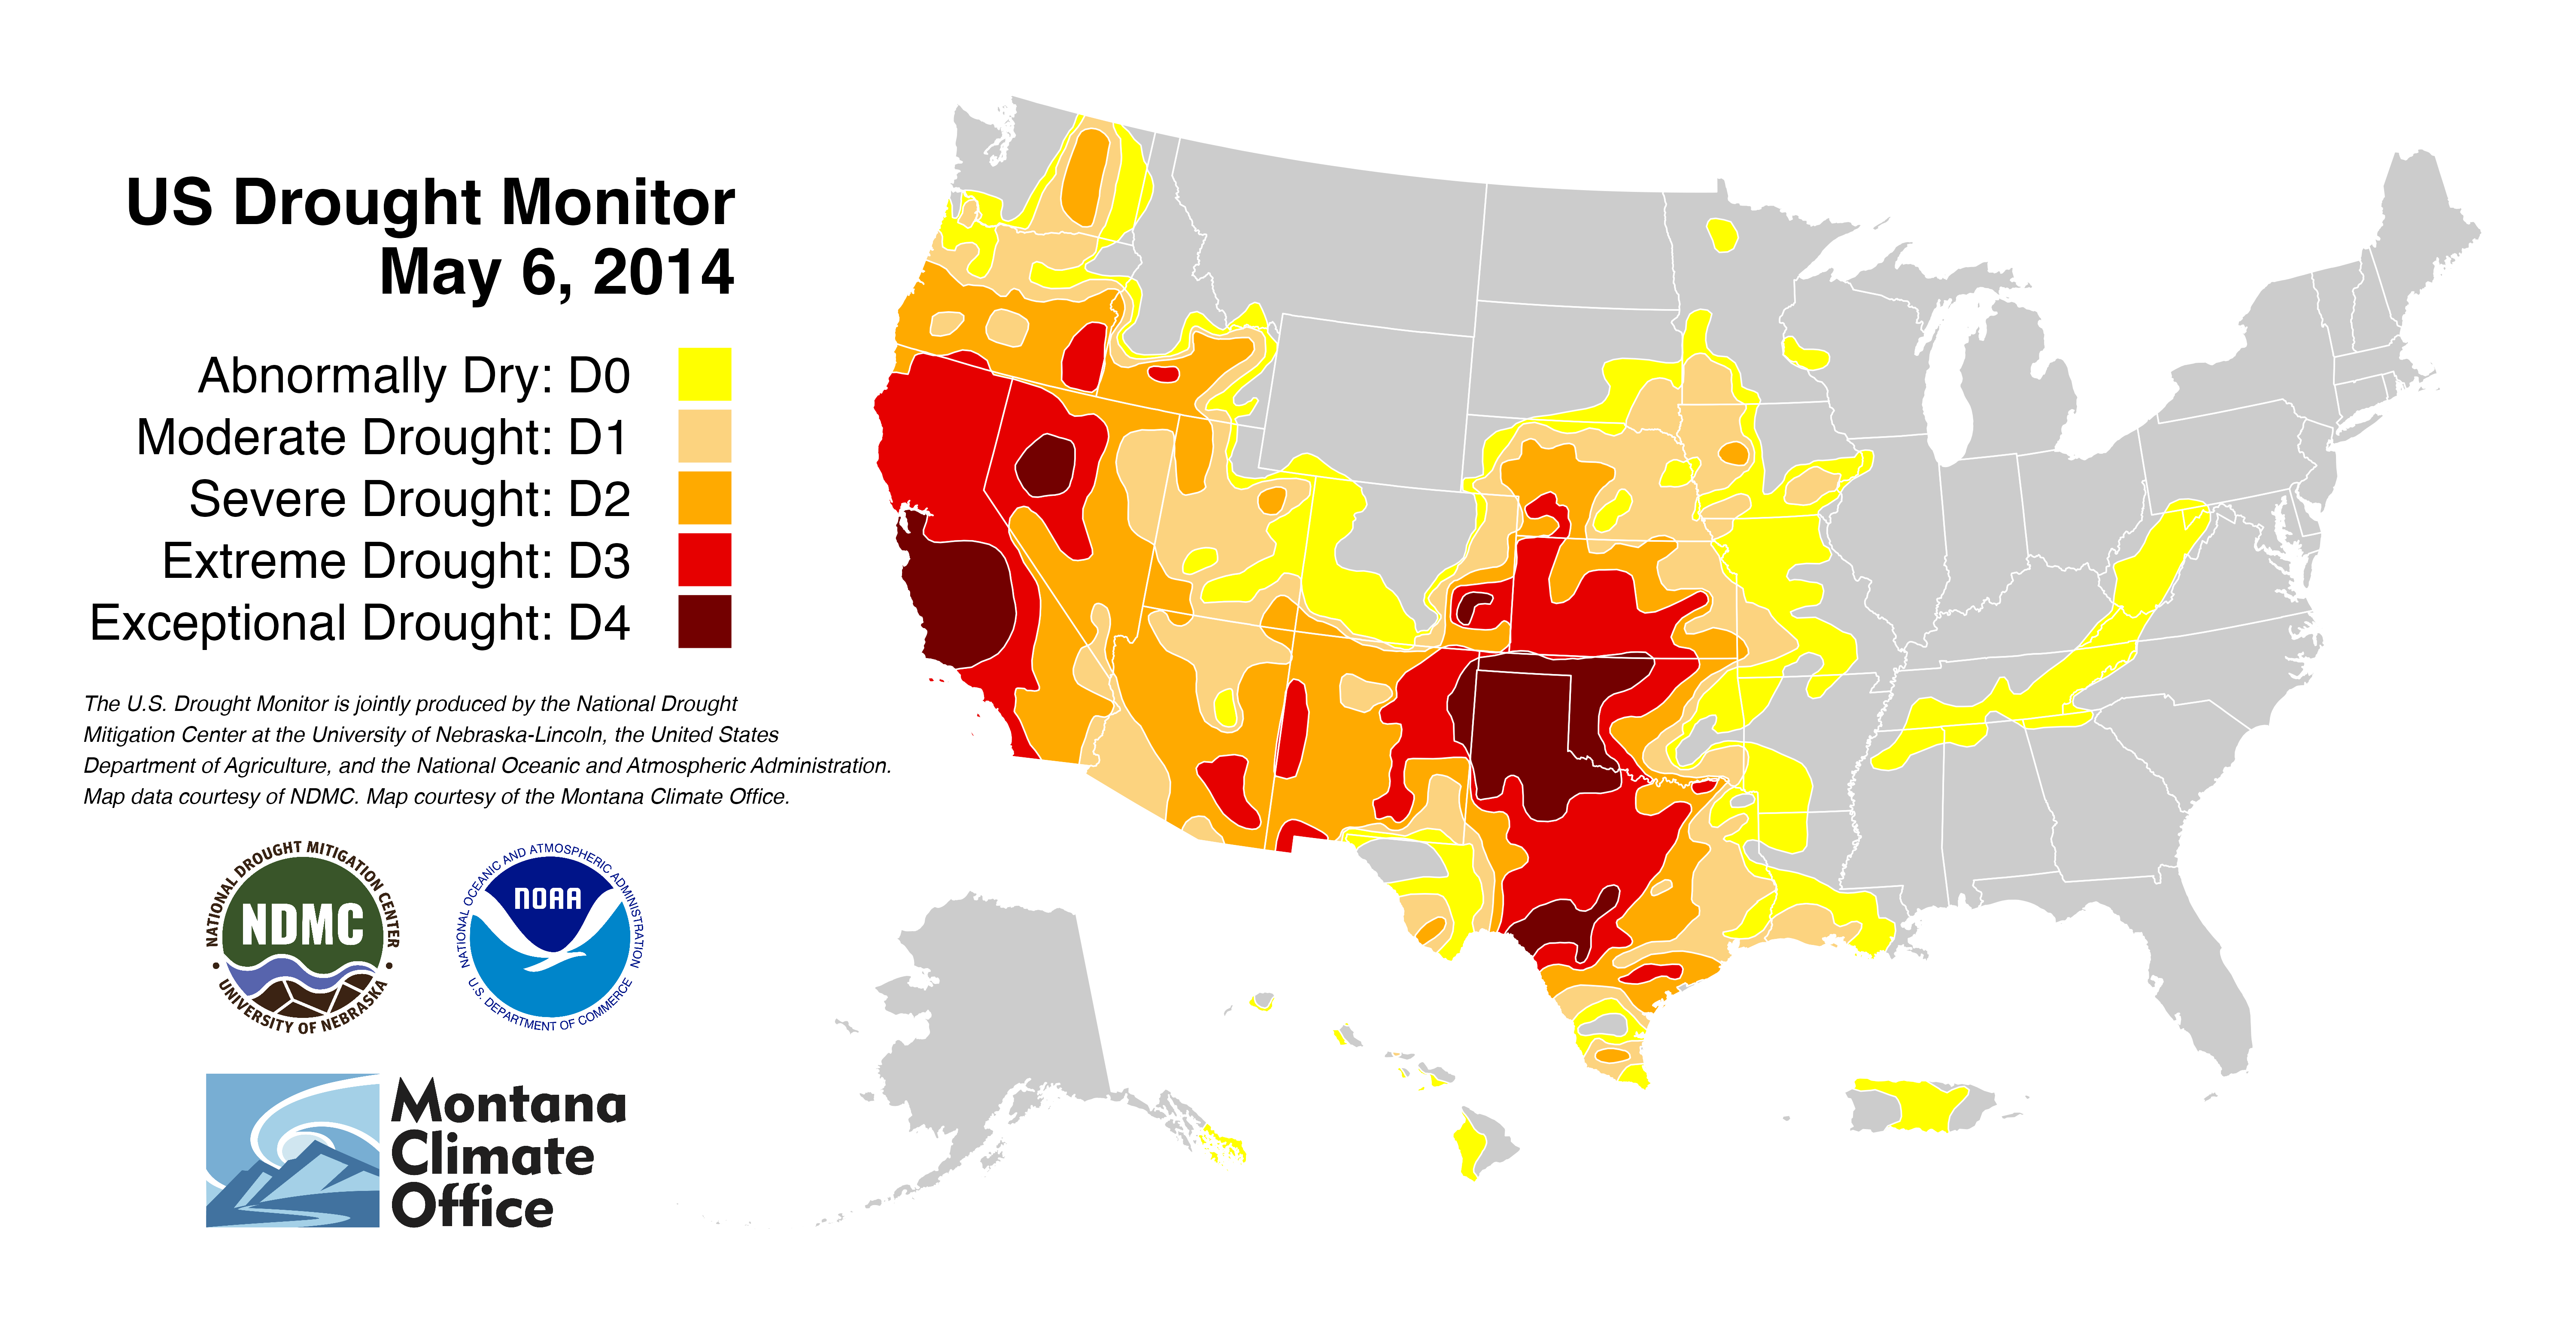 US Drought Monitor
May 6, 2014
Abnormally Dry: D0
Moderate Drought: D1
Severe Drought: D2
Extreme Drought: D3
Exceptional Drought: D4
The U.S. Drought Monitor is jointly produced by the National Drought
Mitigation Center at the University of Nebraska-Lincoln, the United States
Department of Agriculture, and the National Oceanic and Atmospheric Administration.
Map data courtesy of NDMC. Map courtesy of the Montana Climate Office.
NATIONAL DROUGHT MITIGATION CENTER
NDMC
UNIVERSITY OF NEBRASKA
NATIONAL OCEANIC AND ATMOSPHERIC ADMINISTRATION
NOAA
U.S. DEPARTMENT OF COMMERCE
Montana
Climate
Office